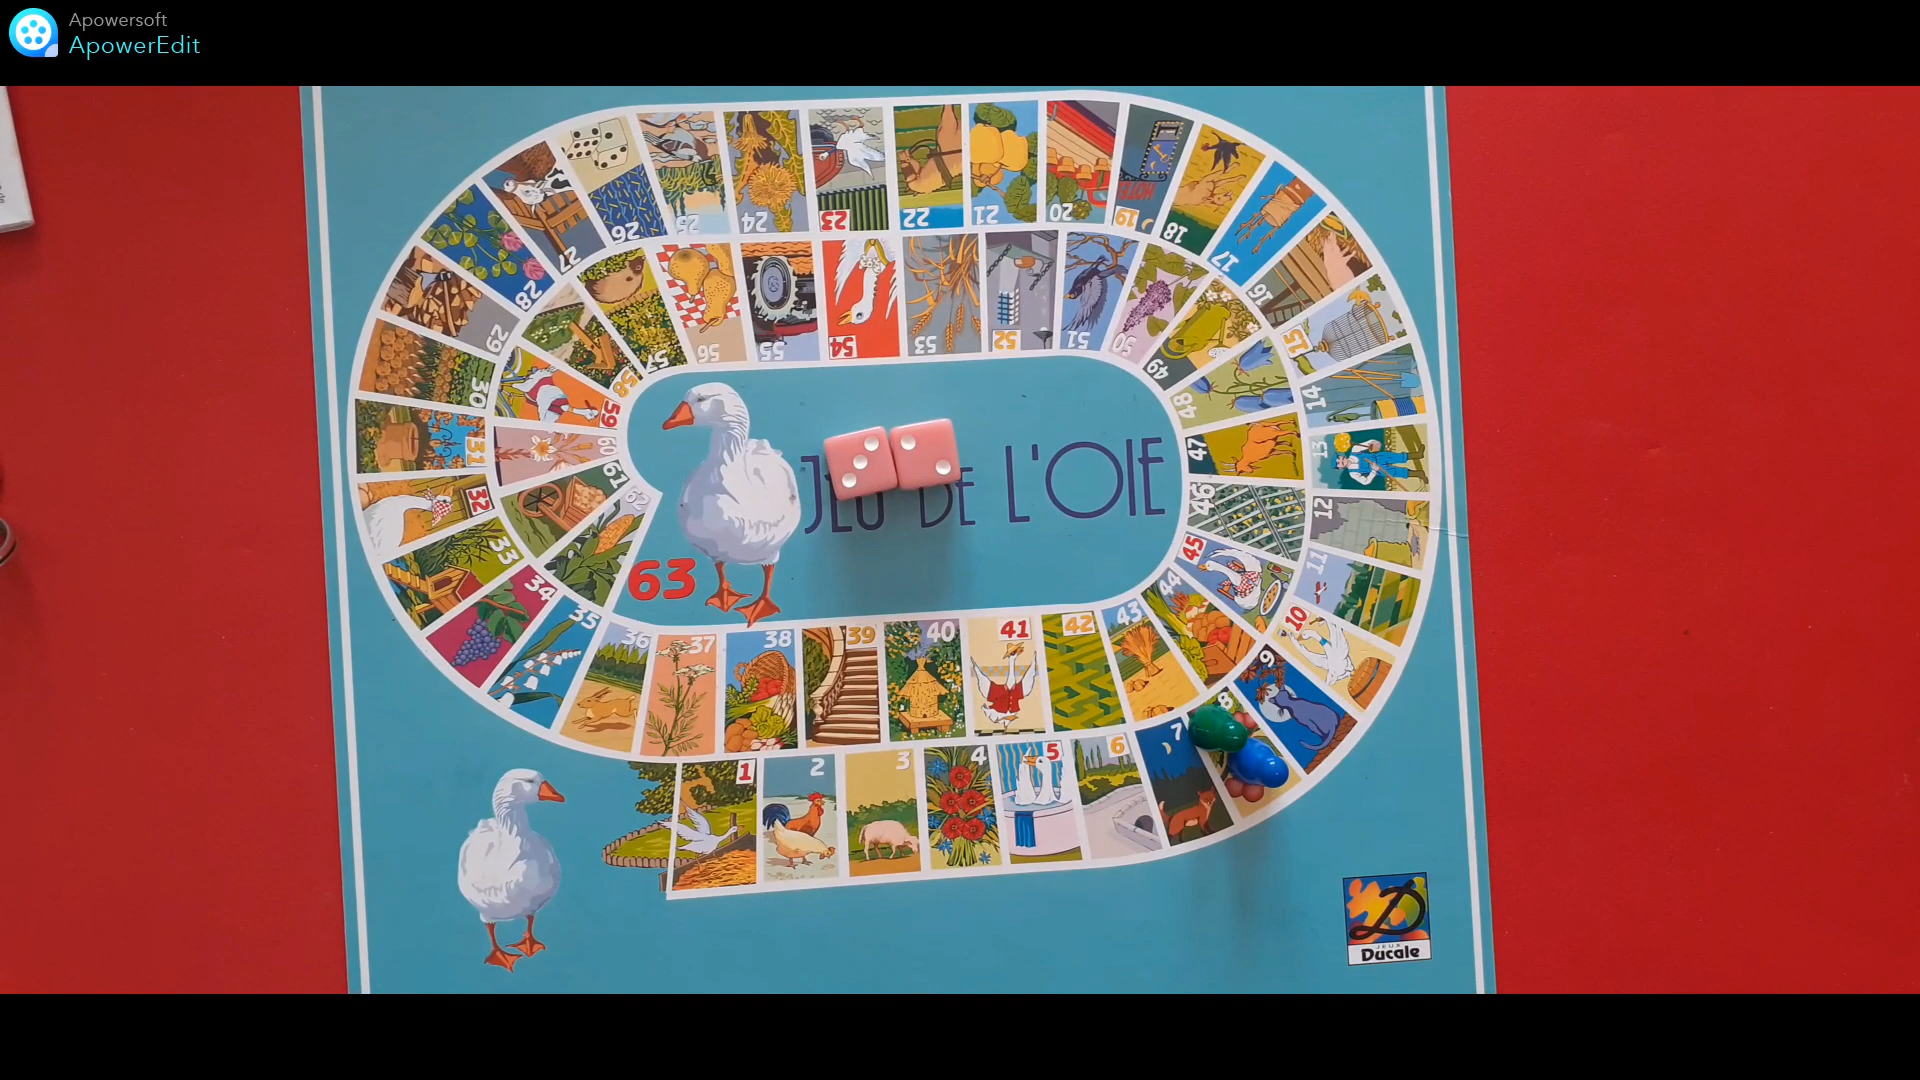 Apowersoft
ApowerEdit
26 25 24 23 22 21 20 19 18
27 17
28 16
29 57 56 55 54 53 52 51 50 15
30 58 49 14
59 48
31 60 JEU DE L'OIE 47 13
32 61 62 46 12
33 63 45 11
34 44 10
35 36 37 38 39 40 41 42 43 9
1 2 3 4 5 6 7 8
HOTEL
JEUX
Ducale